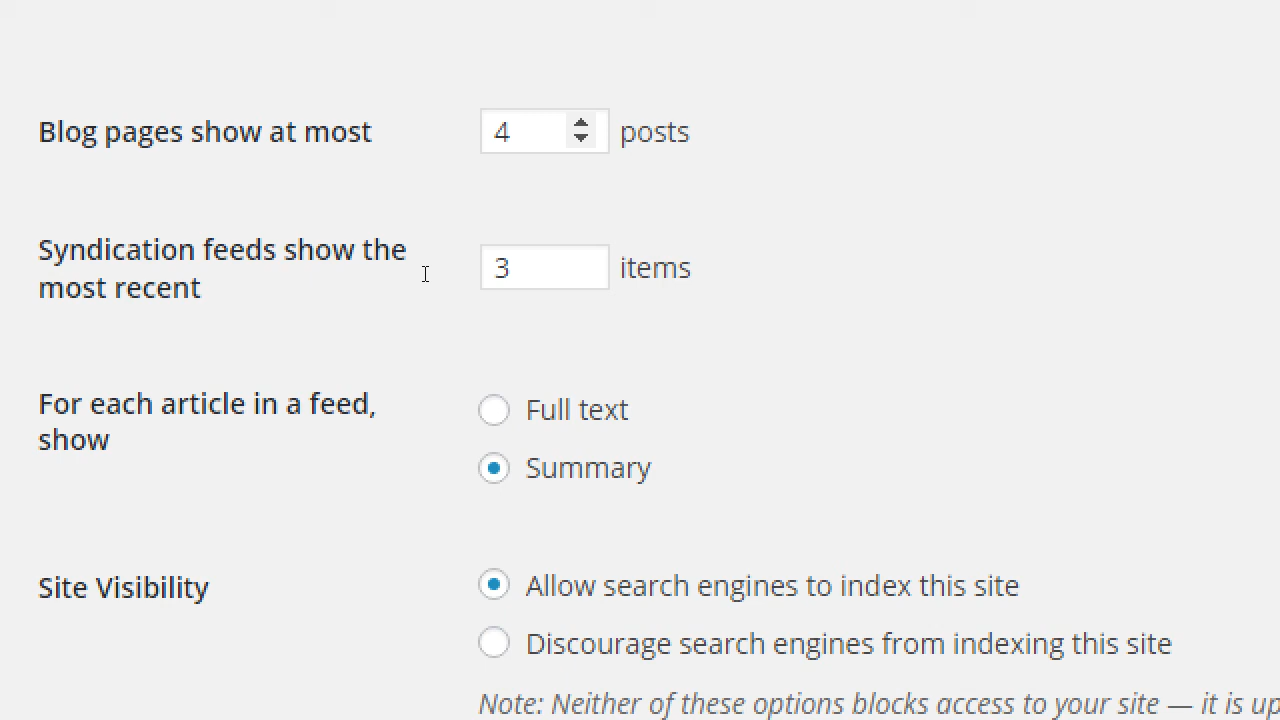 Blog pages show at most 4 posts
Syndication feeds show the
most recent 3 items
For each article in a feed,
show
Full text
Summary
Site Visibility
Allow search engines to index this site
Discourage search engines from indexing this site
Note: Neither of these options blocks access to your site — it is up